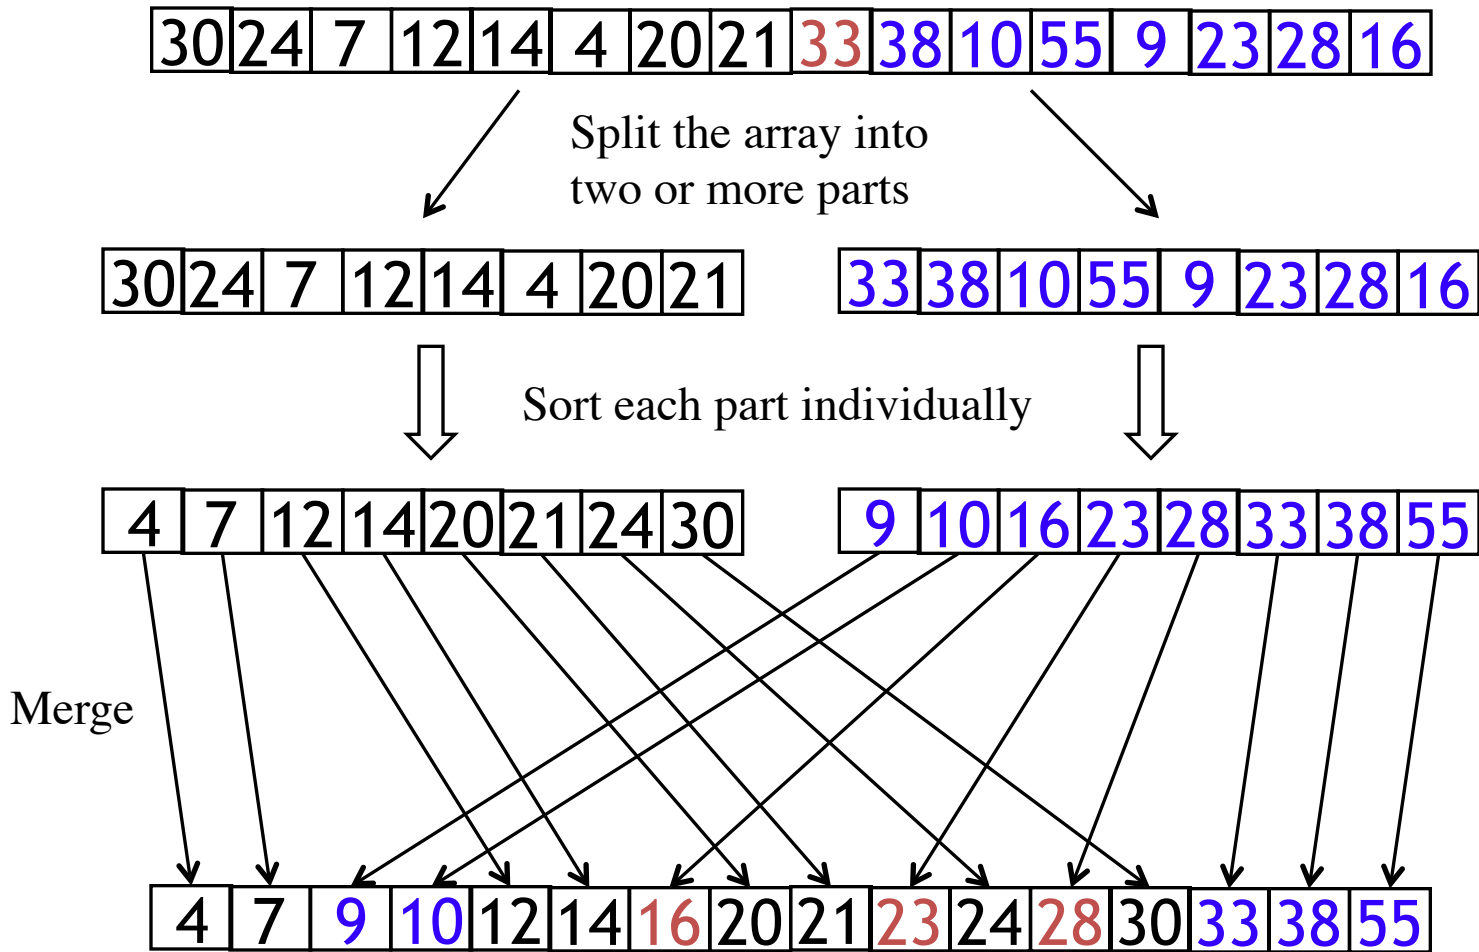 30 24 7 12 14 4 20 21 33 38 10 55 9 23 28 16
Split the array into
two or more parts
30 24 7 12 14 4 20 21
33 38 10 55 9 23 28 16
Sort each part individually
4 7 12 14 20 21 24 30
9 10 16 23 28 33 38 55
Merge
4 7 9 10 12 14 16 20 21 23 24 28 30 33 38 55